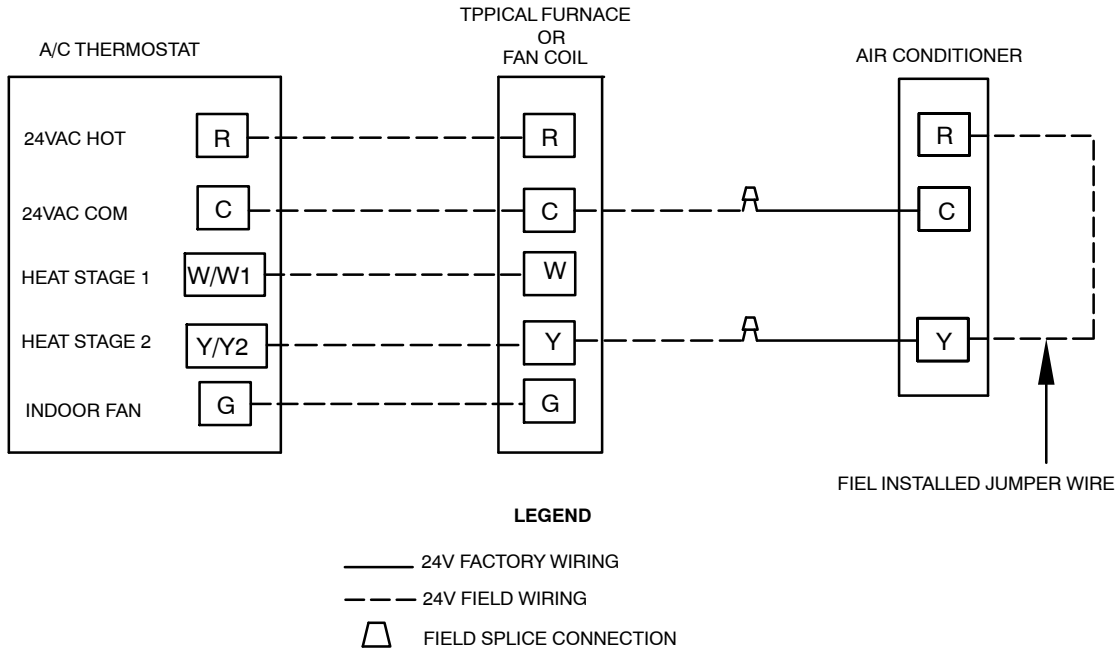 TPPICAL FURNACE
OR
FAN COIL
A/C THERMOSTAT
AIR CONDITIONER
24VAC HOT R R R
24VAC COM C C C
HEAT STAGE 1 W/W1 W
HEAT STAGE 2 Y/Y2 Y Y
INDOOR FAN G G
FIEL INSTALLED JUMPER WIRE
LEGEND
24V FACTORY WIRING
24V FIELD WIRING
FIELD SPLICE CONNECTION